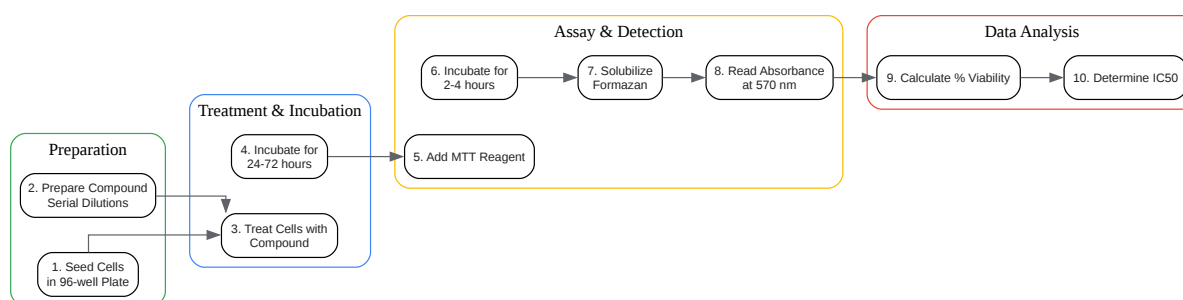 Preparation
1. Seed Cells
in 96-well Plate
2. Prepare Compound
Serial Dilutions
Treatment & Incubation
3. Treat Cells with
Compound
4. Incubate for
24-72 hours
Assay & Detection
5. Add MTT Reagent
6. Incubate for
2-4 hours
7. Solubilize
Formazan
8. Read Absorbance
at 570 nm
Data Analysis
9. Calculate % Viability
10. Determine IC50